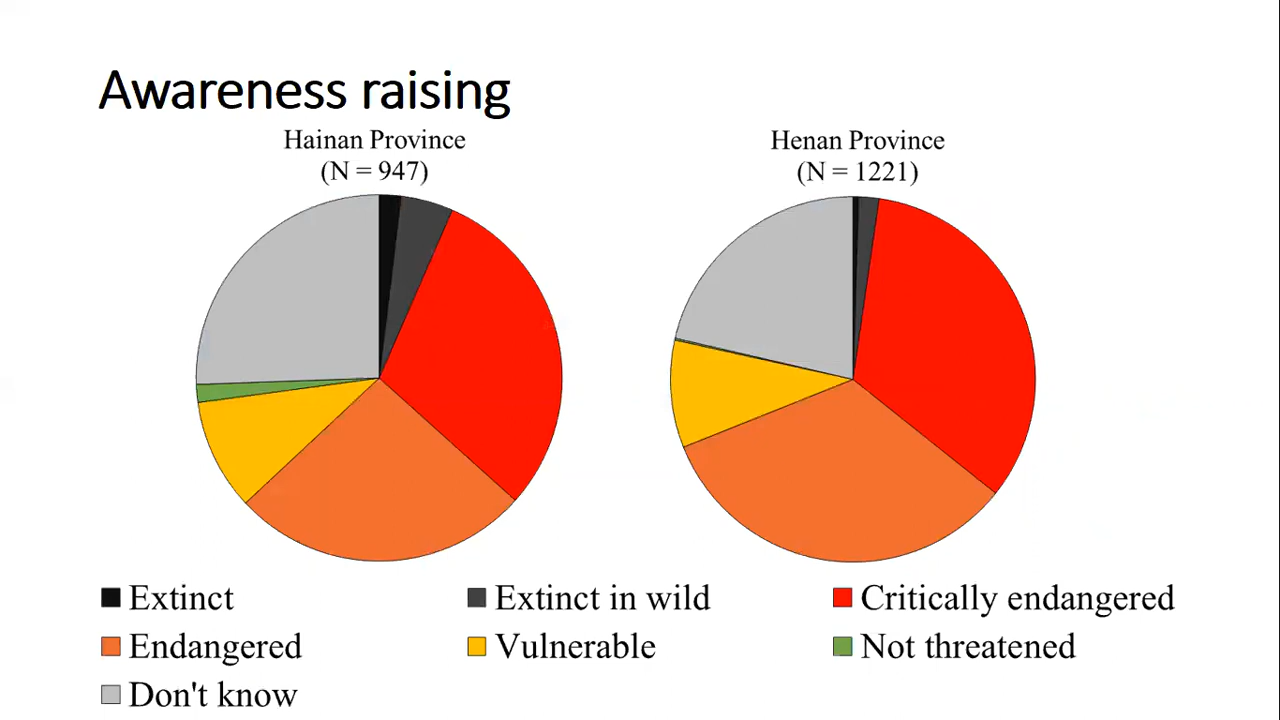 Awareness raising
Hainan Province
(N = 947)
Henan Province
(N = 1221)
Extinct
Extinct in wild
Critically endangered
Endangered
Vulnerable
Not threatened
Don't know